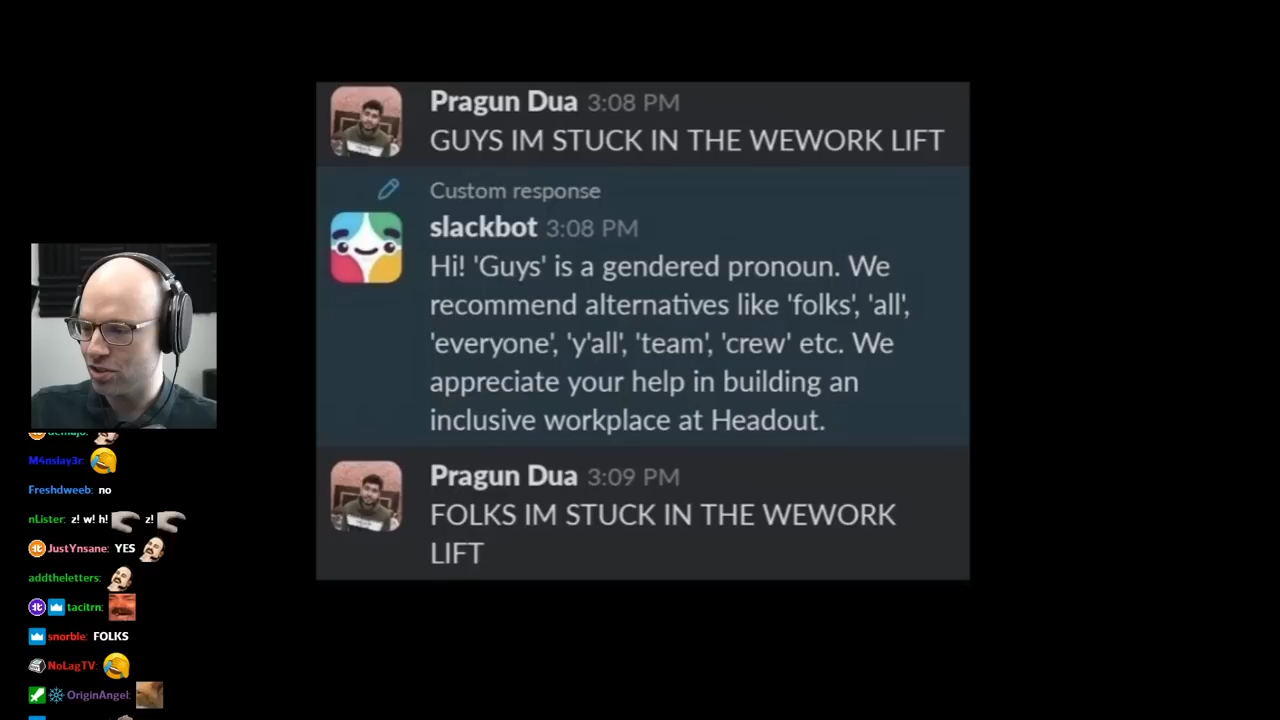 Pragun Dua 3:08 PM
GUYS IM STUCK IN THE WEWORK LIFT
Custom response
slackbot 3:08 PM
Hi! 'Guys' is a gendered pronoun. We
recommend alternatives like 'folks', 'all',
'everyone', 'y'all', 'team', 'crew' etc. We
appreciate your help in building an
inclusive workplace at Headout.
Pragun Dua 3:09 PM
FOLKS IM STUCK IN THE WEWORK
LIFT
M4nslay3r:
Freshdweeb: no
nLister: z! w! h! z!
JustYnsane: YES
addtheletters:
tacitrn:
snorble: FOLKS
NoLagTV:
OriginAngel: